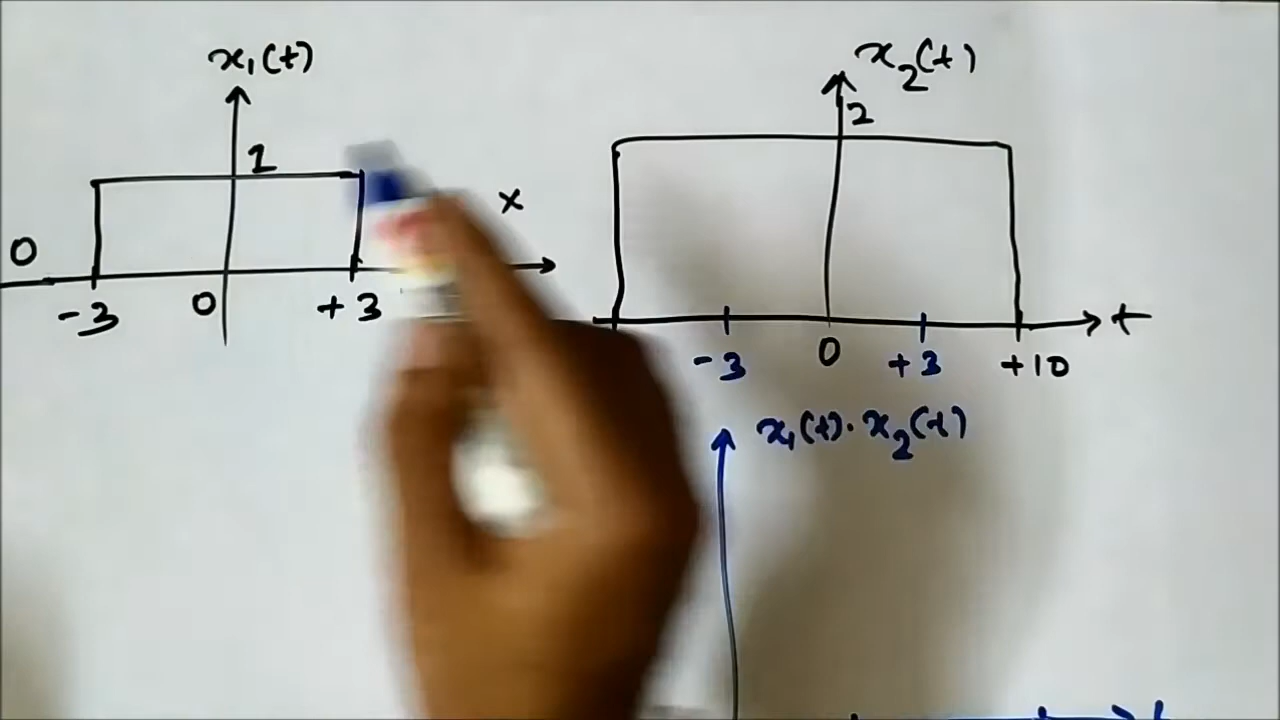 x₁(t)
1
0
-3
0
+3
x
x₂(t)
2
-3
0
+3
+10
t
x₁(t)·x₂(t)